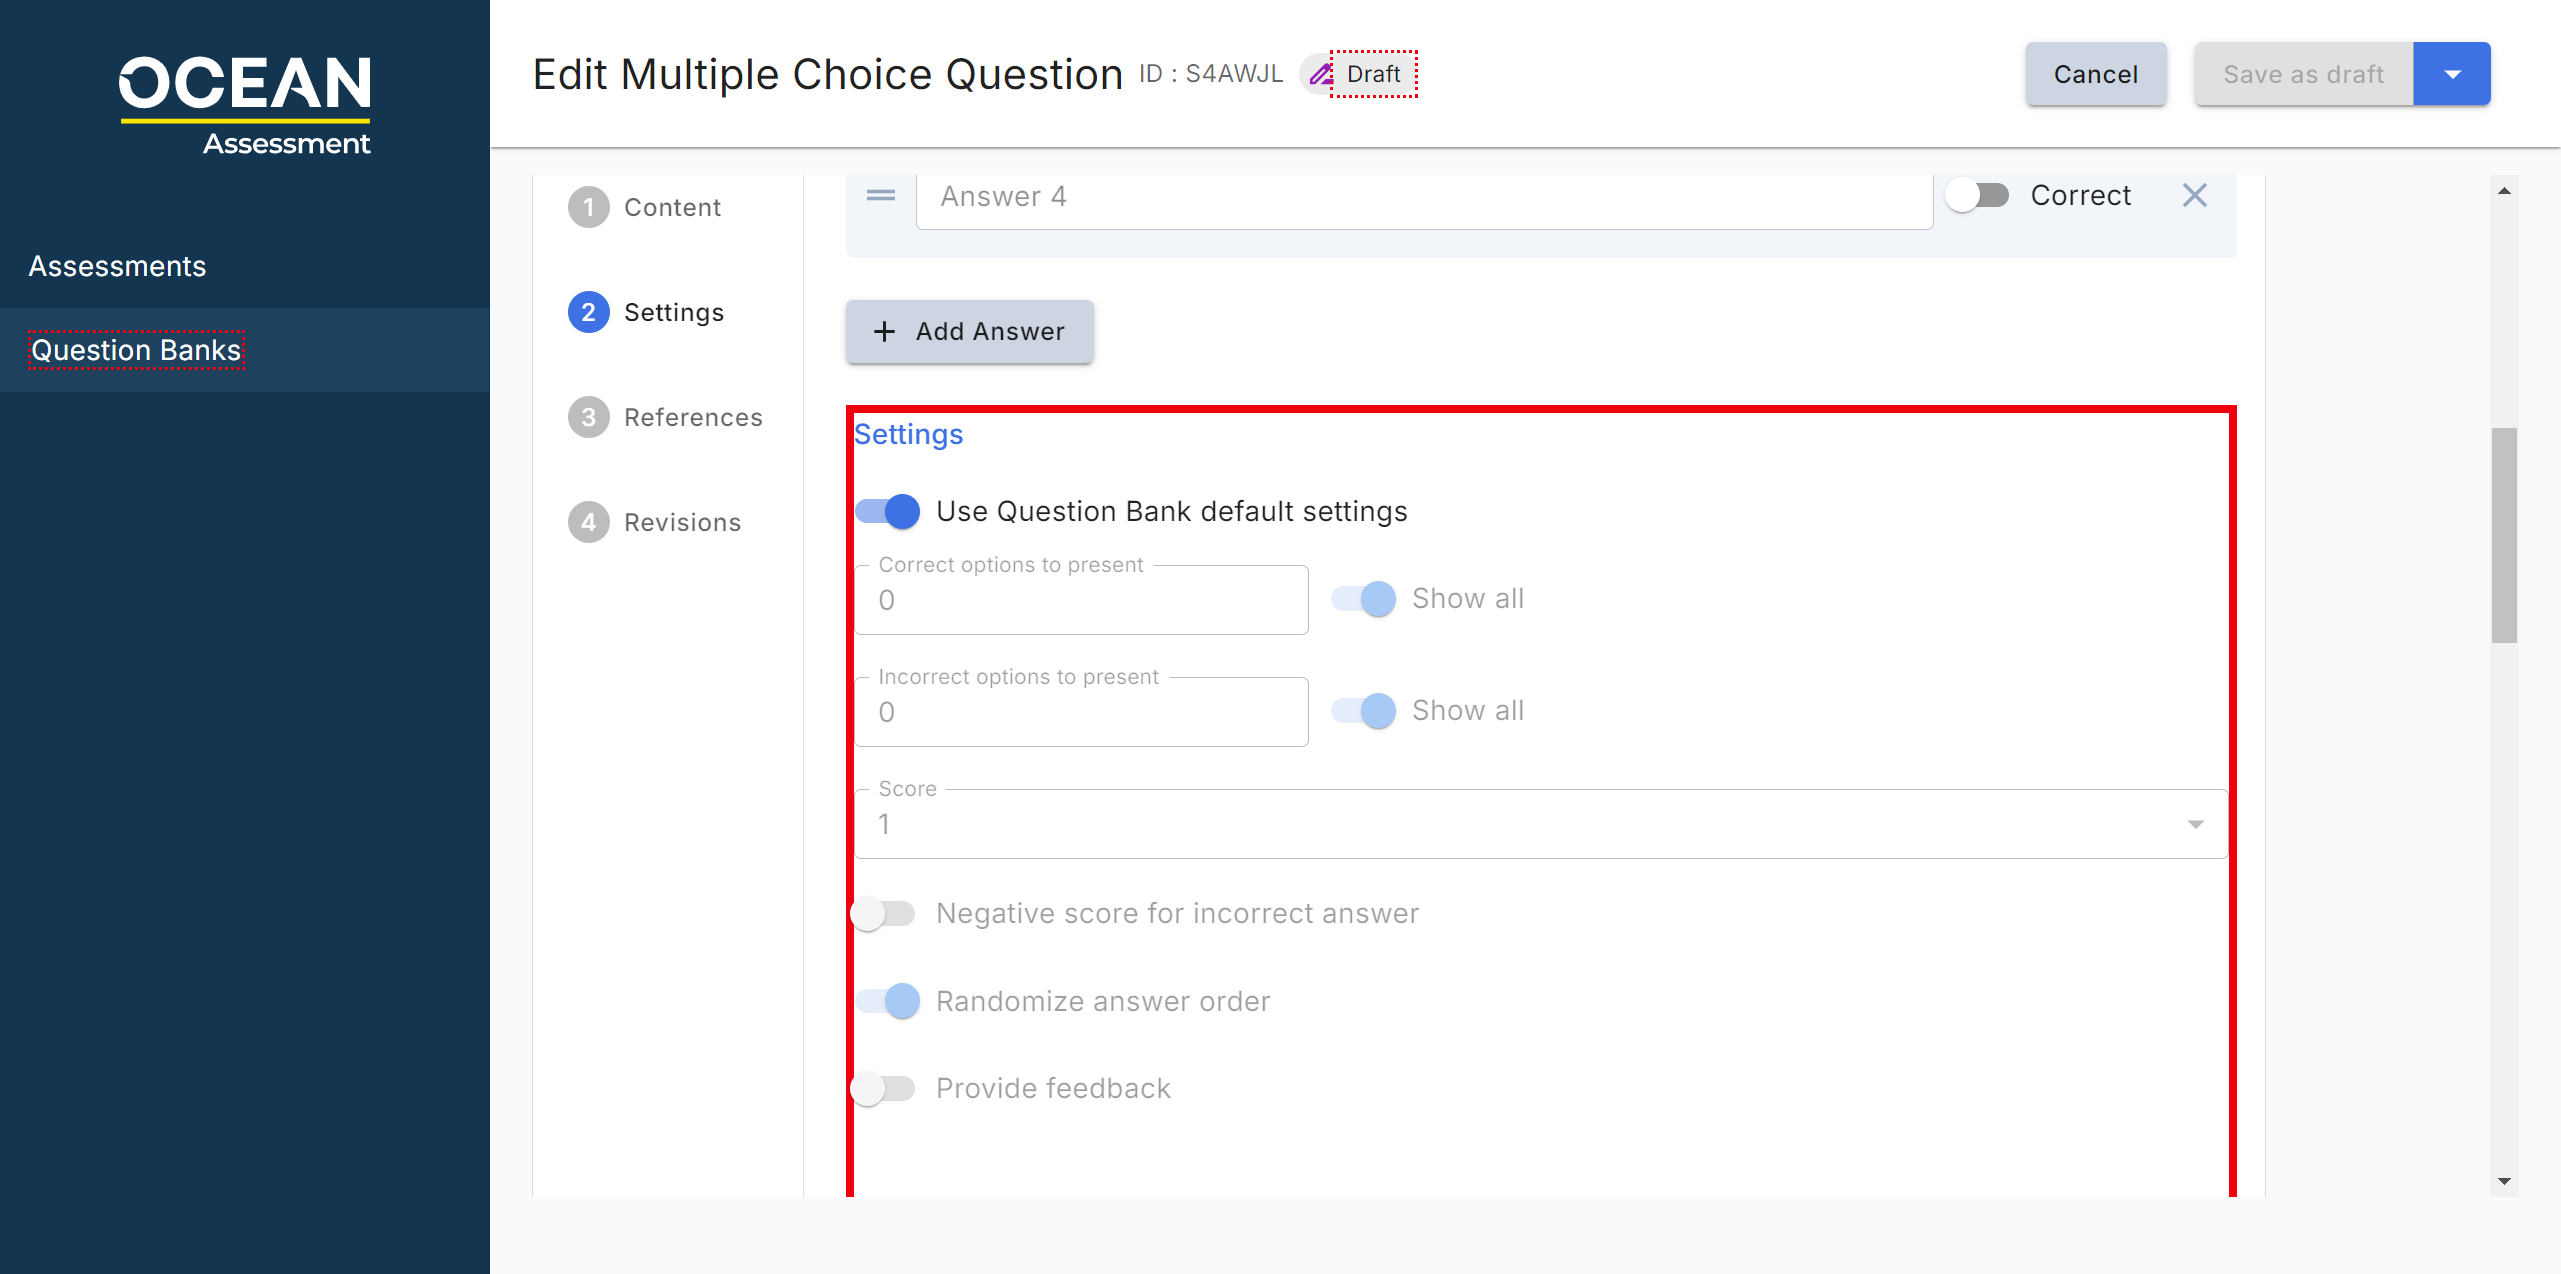 OCEAN
Assessment
Assessments
Question Banks
Edit Multiple Choice Question ID : S4AWJL Draft
Cancel
Save as draft
1 Content
2 Settings
3 References
4 Revisions
Answer 4
Correct
+ Add Answer
Settings
Use Question Bank default settings
Correct options to present
0
Show all
Incorrect options to present
0
Show all
Score
1
Negative score for incorrect answer
Randomize answer order
Provide feedback